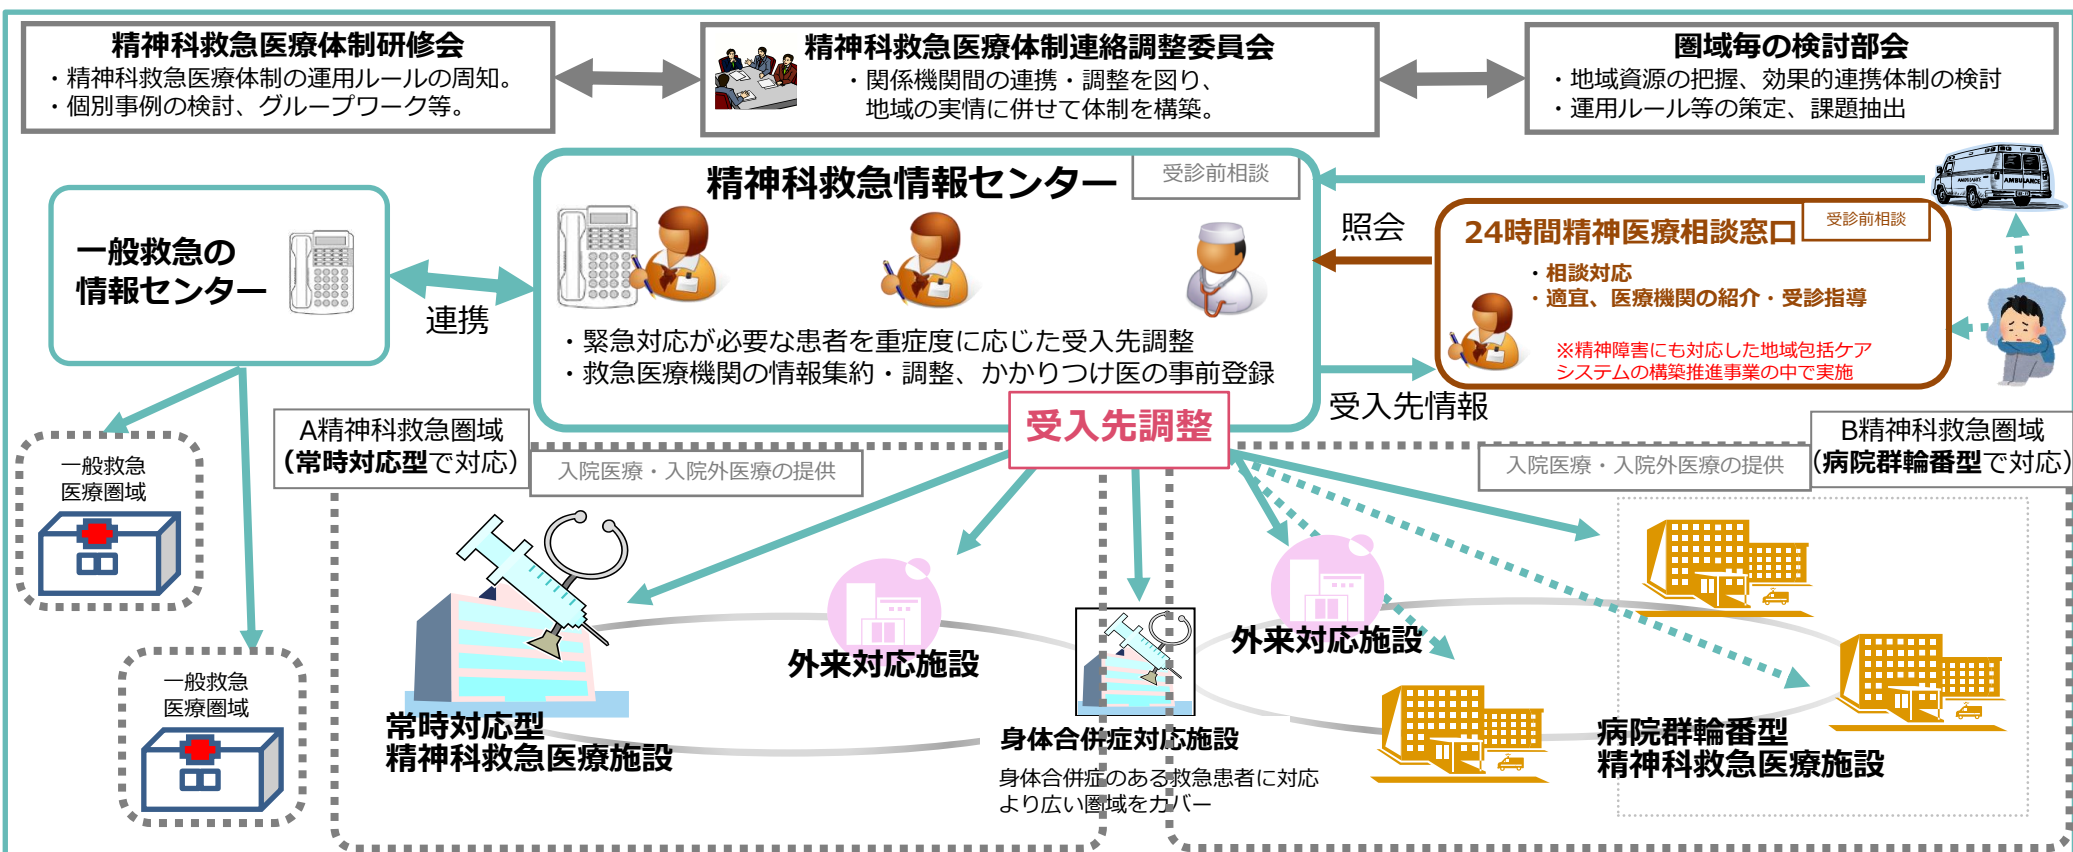 精神科救急医療体制研修会
・精神科救急医療体制の運用ルールの周知。
・個別事例の検討、グループワーク等。
精神科救急医療体制連絡調整委員会
・関係機関間の連携・調整を図り、
地域の実情に併せて体制を構築。
圏域毎の検討部会
・地域資源の把握、効果的連携体制の検討
・運用ルール等の策定、課題抽出
一般救急の
情報センター
連携
精神科救急情報センター
受診前相談
・緊急対応が必要な患者を重症度に応じた受入先調整
・救急医療機関の情報集約・調整、かかりつけ医の事前登録
受入先調整
照会
受入先情報
AMBULANCE
AMBULANCE
24時間精神医療相談窓口
受診前相談
・相談対応
・適宜、医療機関の紹介・受診指導
※精神障害にも対応した地域包括ケア
システムの構築推進事業の中で実施
一般救急
医療圏域
一般救急
医療圏域
A精神科救急圏域
(常時対応型で対応)
入院医療・入院外医療の提供
常時対応型
精神科救急医療施設
外来対応施設
身体合併症対応施設
身体合併症のある救急患者に対応
より広い圏域をカバー
B精神科救急圏域
(病院群輪番型で対応)
入院医療・入院外医療の提供
外来対応施設
病院群輪番型
精神科救急医療施設